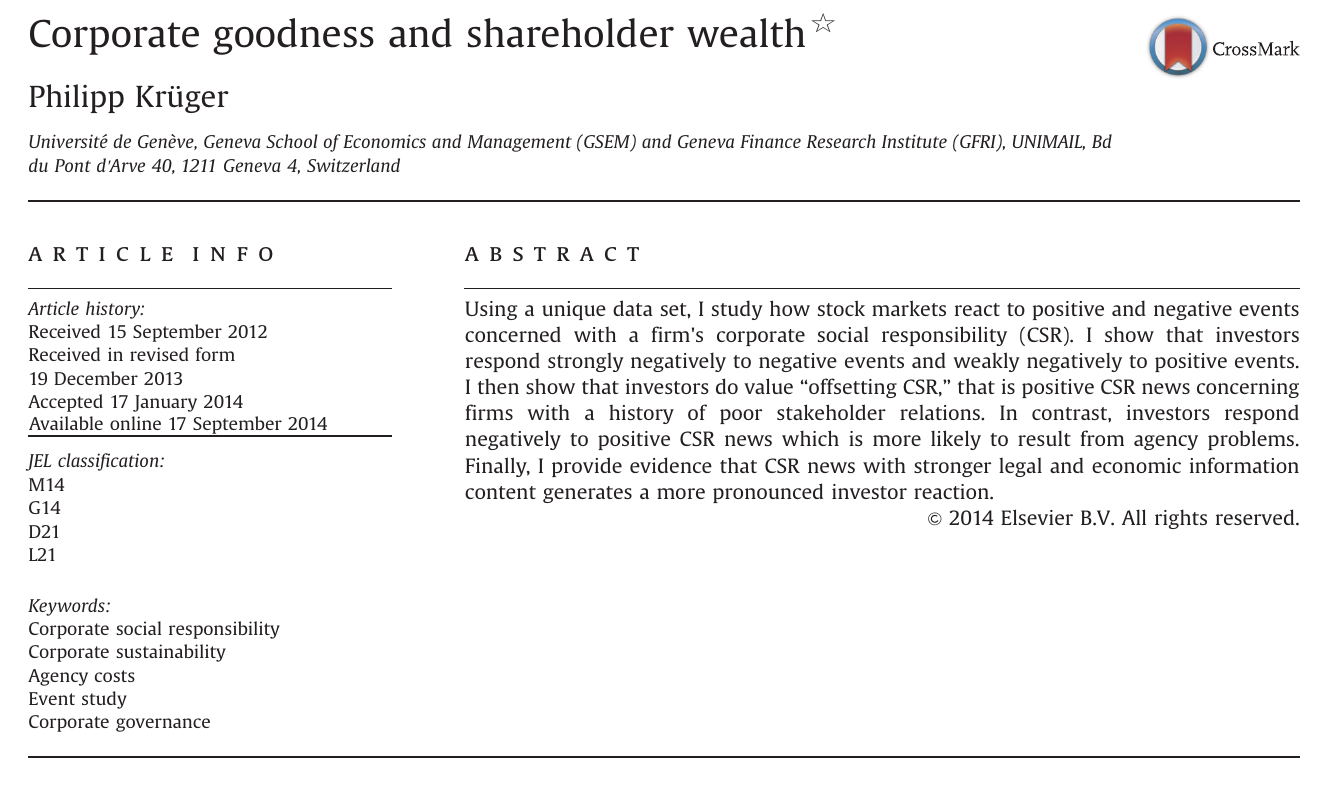 Corporate goodness and shareholder wealth☆
CrossMark
Philipp Krüger
Université de Genève, Geneva School of Economics and Management (GSEM) and Geneva Finance Research Institute (GFRI), UNIMAIL, Bd
du Pont d'Arve 40, 1211 Geneva 4, Switzerland
ARTICLE INFO
Article history:
Received 15 September 2012
Received in revised form
19 December 2013
Accepted 17 January 2014
Available online 17 September 2014
JEL classification:
M14
G14
D21
L21
Keywords:
Corporate social responsibility
Corporate sustainability
Agency costs
Event study
Corporate governance
ABSTRACT
Using a unique data set, I study how stock markets react to positive and negative events
concerned with a firm's corporate social responsibility (CSR). I show that investors
respond strongly negatively to negative events and weakly negatively to positive events.
I then show that investors do value “offsetting CSR,” that is positive CSR news concerning
firms with a history of poor stakeholder relations. In contrast, investors respond
negatively to positive CSR news which is more likely to result from agency problems.
Finally, I provide evidence that CSR news with stronger legal and economic information
content generates a more pronounced investor reaction.
© 2014 Elsevier B.V. All rights reserved.